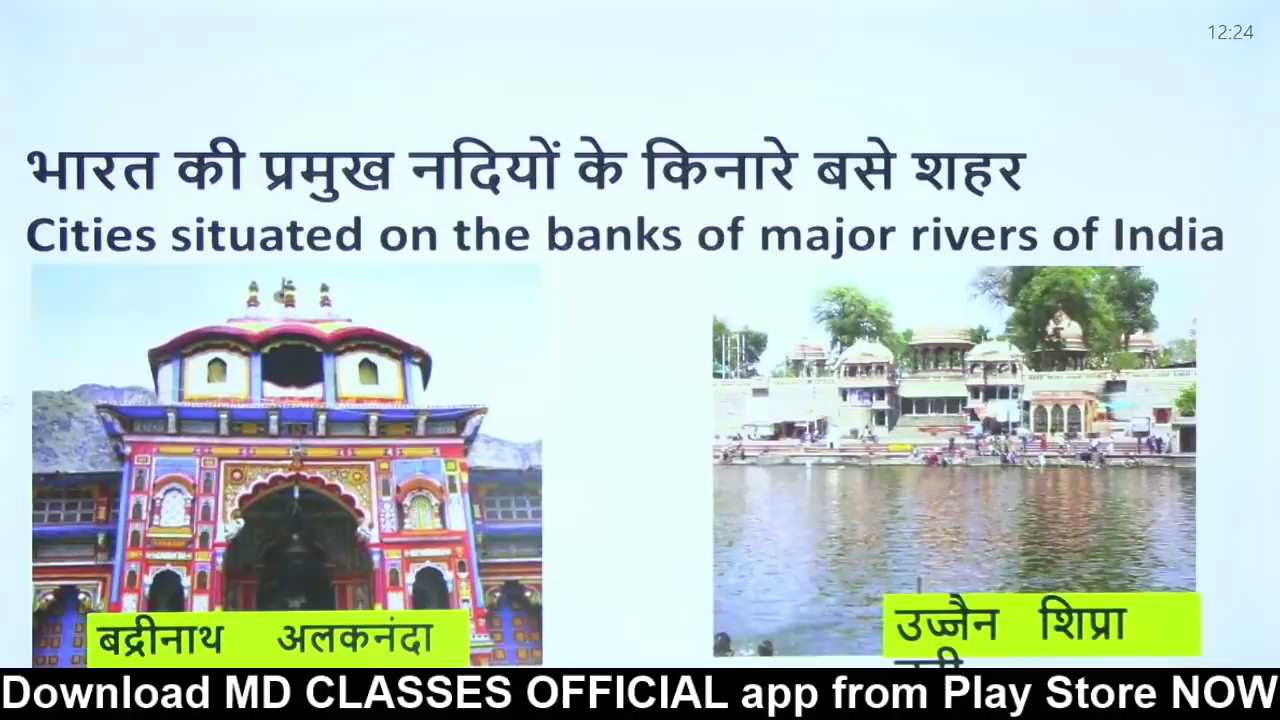 12:24
भारत की प्रमुख नदियों के किनारे बसे शहर
Cities situated on the banks of major rivers of India
बद्रीनाथ अलकनंदा
उज्जैन शिप्रा
Download MD CLASSES OFFICIAL app from Play Store NOW